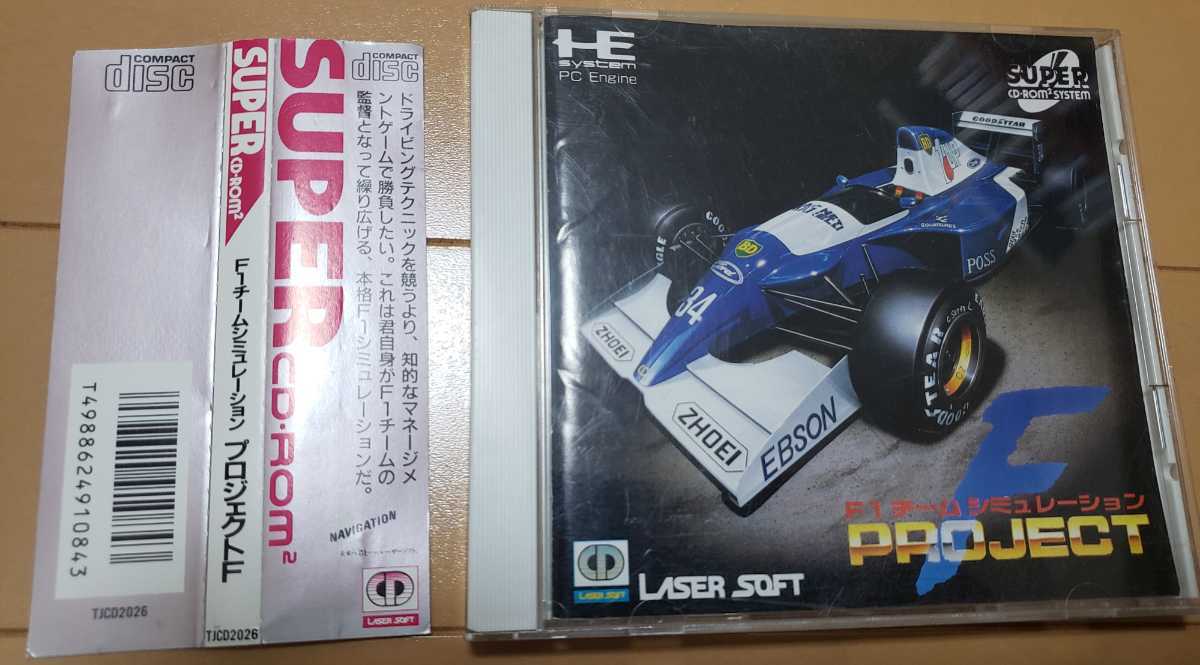 COMPACT
disc
T4988624910843
TJCD2026
SUPER CD-ROM²
F1チームシミュレーション プロジェクトF
TJCD2026
SUPER CD-ROM²
COMPACT
disc
ドライビングテクニックを競うより、知的なマネージメ
ントゲームで勝負したい。これは君自身がF1チームの
監督となって繰り広げる、本格F1シミュレーションだ。
NAVIGATION
CD
LASER SOFT
HE
system
PC Engine
SUPER
CD-ROM² SYSTEM
GOODYEAR
BD
Ford
34
POSS
ZHOEI
ZHOEI
EBSON
F
F1チームシミュレーション
PROJECT
CD
LASER SOFT
LASER SOFT